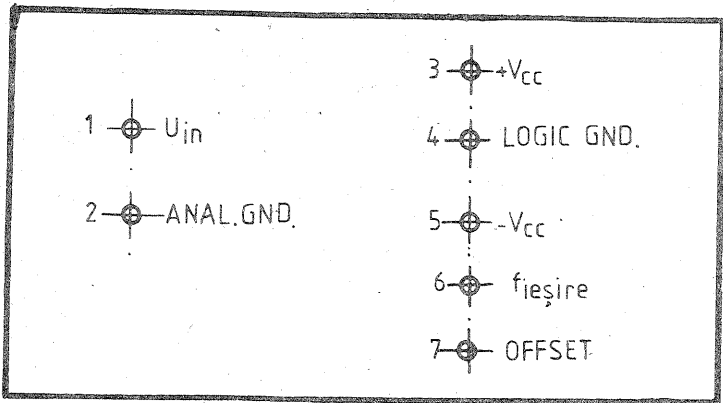 1 Uin
2 ANAL.GND.
3 +Vcc
4 LOGIC GND.
5 -Vcc
6 fieșire
7 OFFSET